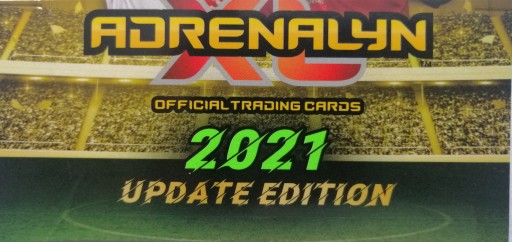 ADRENALYN
XL
OFFICIAL TRADING CARDS
2021
UPDATE EDITION